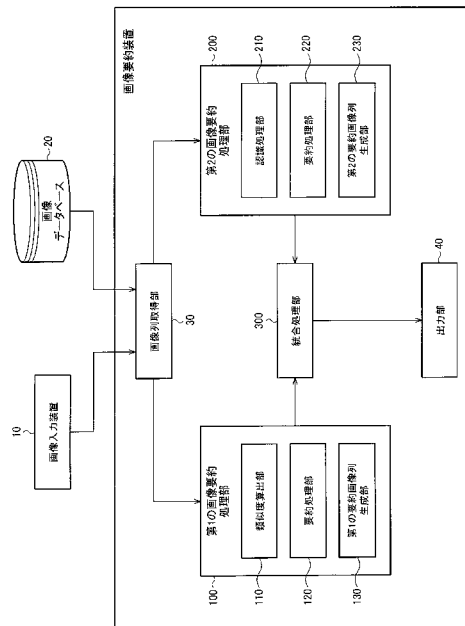 10
画像入力装置
20
画像
データベース
画像要約装置
画像列取得部
30
100
第1の画像要約
処理部
110
類似度算出部
120
要約処理部
130
第1の要約画像列
生成部
300
統合処理部
200
第2の画像要約
処理部
210
認識処理部
220
要約処理部
230
第2の要約画像列
生成部
出力部
40